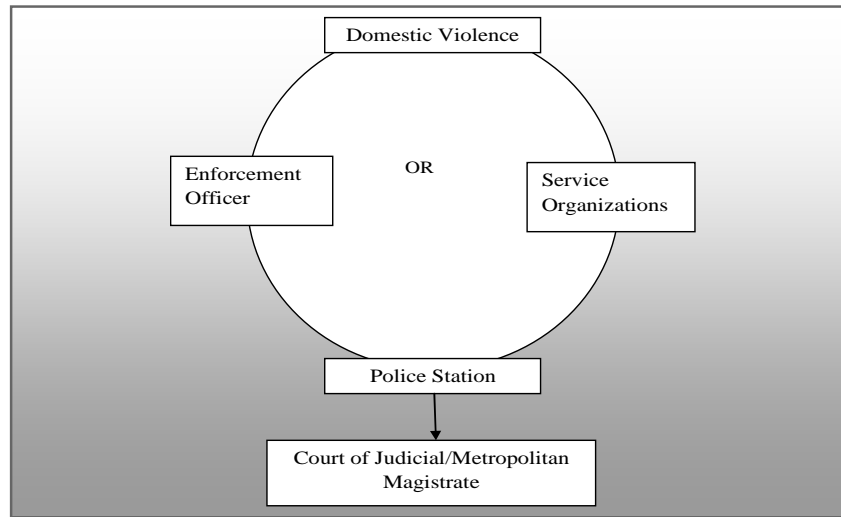 Domestic Violence
Enforcement
Officer
OR
Service
Organizations
Police Station
Court of Judicial/Metropolitan
Magistrate